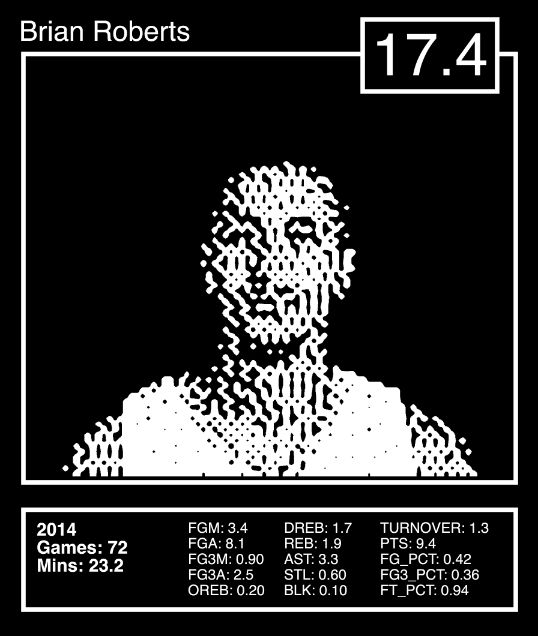 Brian Roberts
17.4
2014
Games: 72
Mins: 23.2
FGM: 3.4
FGA: 8.1
FG3M: 0.90
FG3A: 2.5
OREB: 0.20
DREB: 1.7
REB: 1.9
AST: 3.3
STL: 0.60
BLK: 0.10
TURNOVER: 1.3
PTS: 9.4
FG_PCT: 0.42
FG3_PCT: 0.36
FT_PCT: 0.94